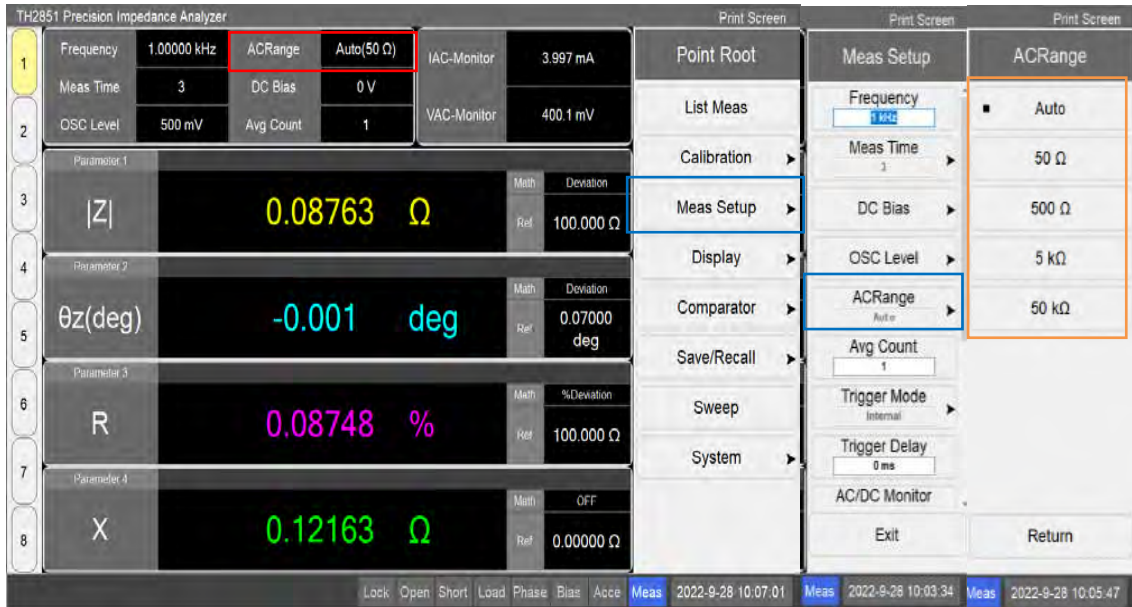 TH2851 Precision Impedance Analyzer
Print Screen
Print Screen
Print Screen
1
2
3
4
5
6
7
8
Frequency 1.00000 kHz ACRange Auto(50 Ω)
Meas Time 3 DC Bias 0 V
OSC Level 500 mV Avg Count 1
IAC-Monitor 3.997 mA
VAC-Monitor 400.1 mV
Parameter 1
|Z| 0.08763 Ω
Math Deviation
Ref 100.000 Ω
Parameter 2
θz(deg) -0.001 deg
Math Deviation
Ref 0.07000
deg
Parameter 3
R 0.08748 %
Math %Deviation
Ref 100.000 Ω
Parameter 4
X 0.12163 Ω
Math OFF
Ref 0.00000 Ω
Point Root
List Meas
Calibration
Meas Setup
Display
Comparator
Save/Recall
Sweep
System
Meas Setup
Frequency
1 kHz
Meas Time
3
DC Bias
OSC Level
ACRange
Auto
Avg Count
1
Trigger Mode
Internal
Trigger Delay
0 ms
AC/DC Monitor
Exit
ACRange
Auto
50 Ω
500 Ω
5 kΩ
50 kΩ
Return
Lock Open Short Load Phase Bias Acce Meas 2022-9-28 10:07:01
Meas 2022-9-28 10:03:34
Meas 2022-9-28 10:05:47